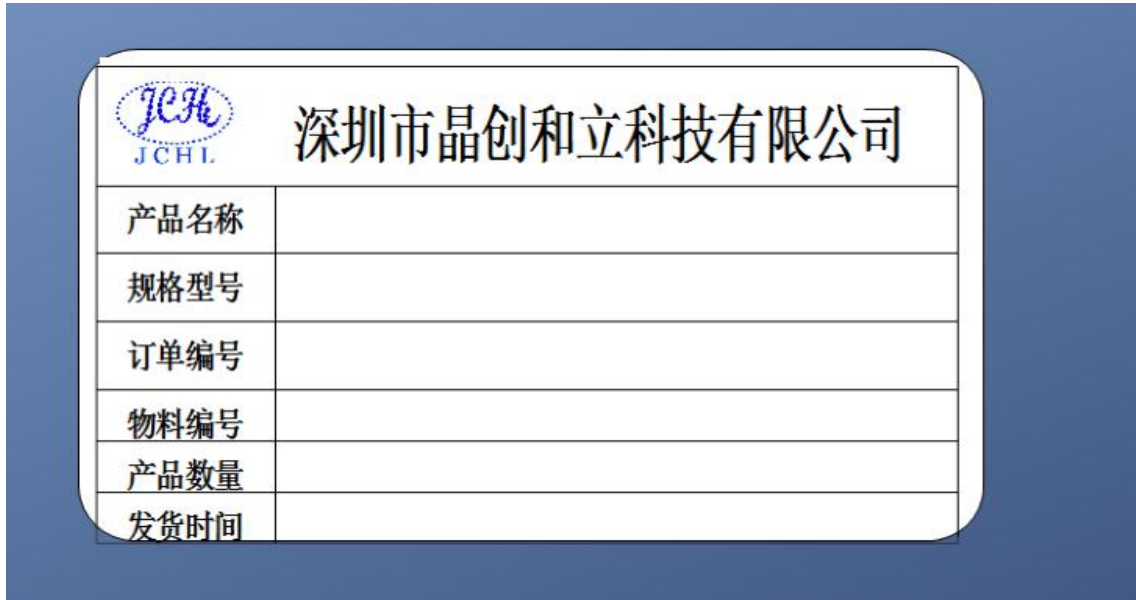 JCHL
JCHL
深圳市晶创和立科技有限公司
产品名称
规格型号
订单编号
物料编号
产品数量
发货时间